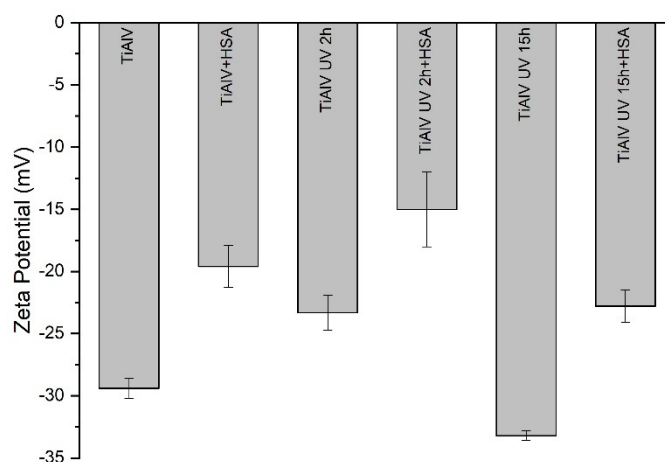 0
-5
-10
-15
-20
-25
-30
-35
Zeta Potential (mV)
TiAlV
TiAlV+HSA
TiAlV UV 2h
TiAlV UV 2h+HSA
TiAlV UV 15h
TiAlV UV 15h+HSA